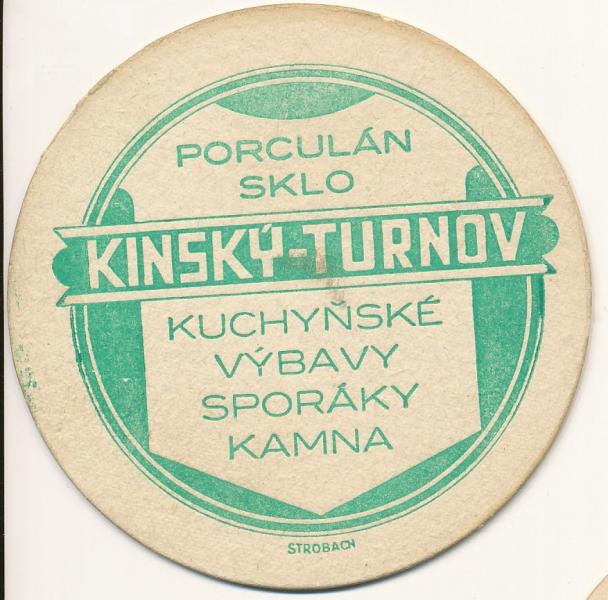 PORCULÁN
SKLO
KINSKÝ-TURNOV
KUCHYŇSKÉ
VÝBAVY
SPORÁKY
KAMNA
STROBACH